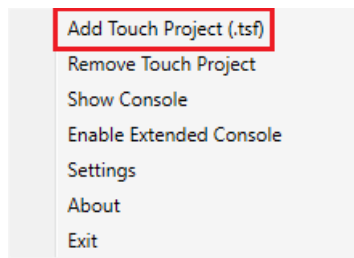 Add Touch Project (.tsf)
Remove Touch Project
Show Console
Enable Extended Console
Settings
About
Exit